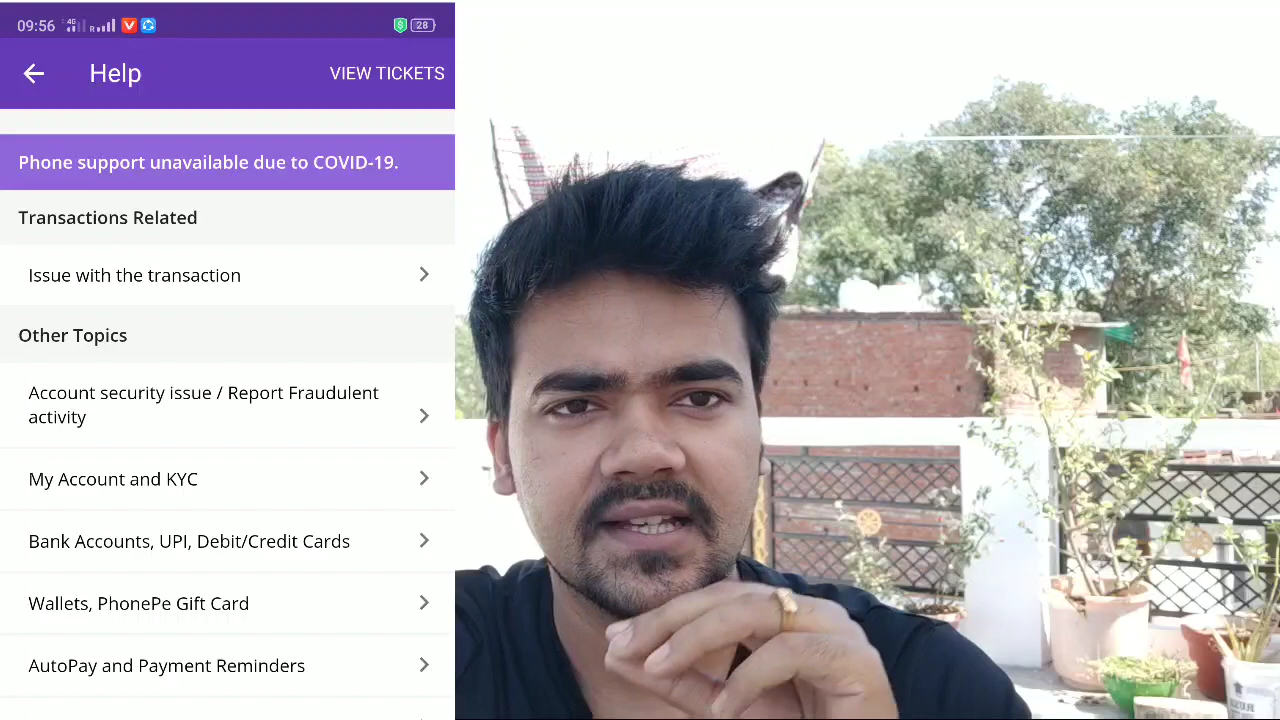 09:56 4G R 28
Help VIEW TICKETS
Phone support unavailable due to COVID-19.
Transactions Related
Issue with the transaction
Other Topics
Account security issue / Report Fraudulent
activity
My Account and KYC
Bank Accounts, UPI, Debit/Credit Cards
Wallets, PhonePe Gift Card
AutoPay and Payment Reminders